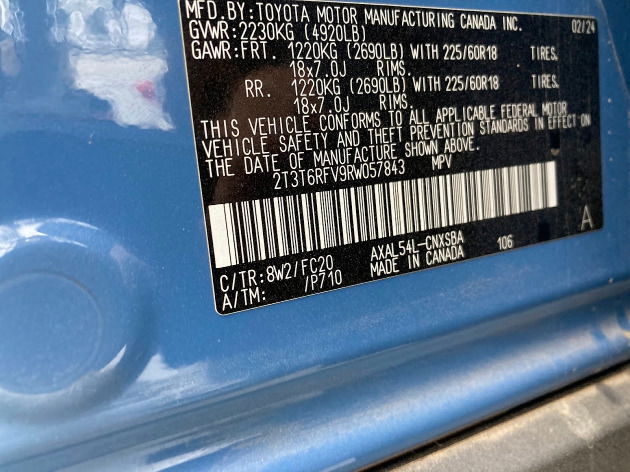 MFD.BY:TOYOTA MOTOR MANUFACTURING CANADA INC. 02/24
GVWR:2230KG (4920LB)
GAWR:FRT. 1220KG (2690LB) WITH 225/60R18 TIRES,
18x7.0J RIMS.
RR. 1220KG (2690LB) WITH 225/60R18 TIRES,
18x7.0J RIMS.
THIS VEHICLE CONFORMS TO ALL APPLICABLE FEDERAL MOTOR
VEHICLE SAFETY AND THEFT PREVENTION STANDARDS IN EFFECT ON
THE DATE OF MANUFACTURE SHOWN ABOVE.
2T3T6RFV9RW057843 MPV
C/TR:8W2/FC20 AXAL54L-CNXSBA 106 A
A/TM: /P710 MADE IN CANADA